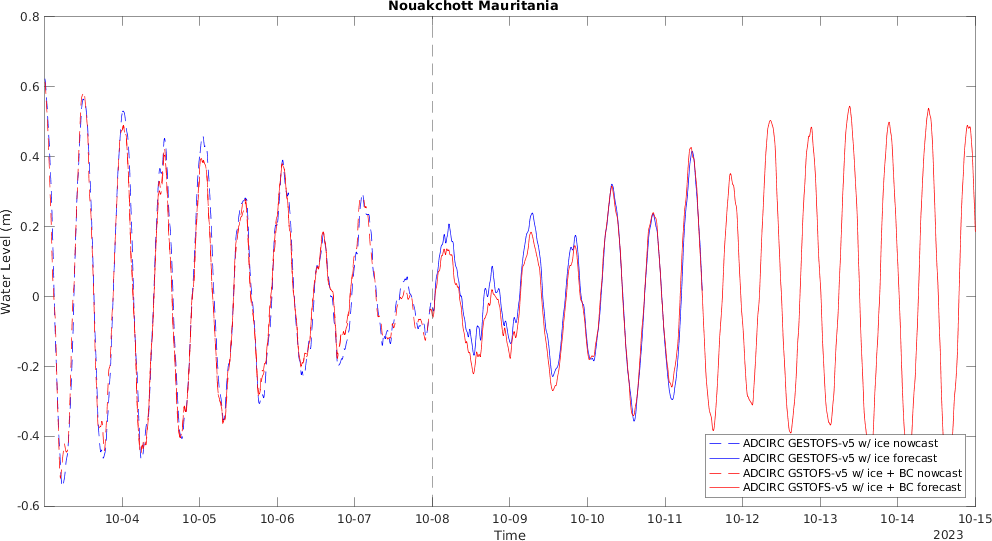 Nouakchott Mauritania
0.8
0.6
0.4
0.2
0
-0.2
-0.4
-0.6
Water Level (m)
ADCIRC GESTOFS-v5 w/ ice nowcast
ADCIRC GESTOFS-v5 w/ ice forecast
ADCIRC GSTOFS-v5 w/ ice + BC nowcast
ADCIRC GSTOFS-v5 w/ ice + BC forecast
10-04 10-05 10-06 10-07 10-08 10-09 10-10 10-11 10-12 10-13 10-14 10-15
Time 2023